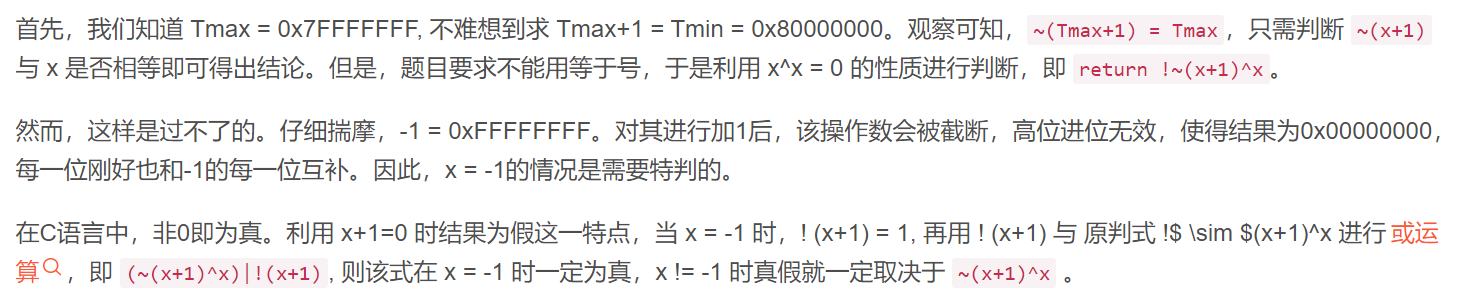 首先，我们知道 Tmax = 0x7FFFFFFF, 不难想到求 Tmax+1 = Tmin = 0x80000000。观察可知，~(Tmax+1) = Tmax，只需判断 ~(x+1)
与 x 是否相等即可得出结论。但是，题目要求不能用等于号，于是利用 x^x = 0 的性质进行判断，即 return !~(x+1)^x。
然而，这样是过不了的。仔细揣摩，-1 = 0xFFFFFFFF。对其进行加1后，该操作数会被截断，高位进位无效，使得结果为0x00000000，
每一位刚好也和-1的每一位互补。因此，x = -1的情况是需要特判的。
在C语言中，非0即为真。利用 x+1=0 时结果为假这一特点，当 x = -1 时，! (x+1) = 1, 再用 ! (x+1) 与 原判式 !$ \sim $(x+1)^x 进行或运
算，即 (~(x+1)^x)|!(x+1), 则该式在 x = -1 时一定为真，x != -1 时真假就一定取决于 ~(x+1)^x 。